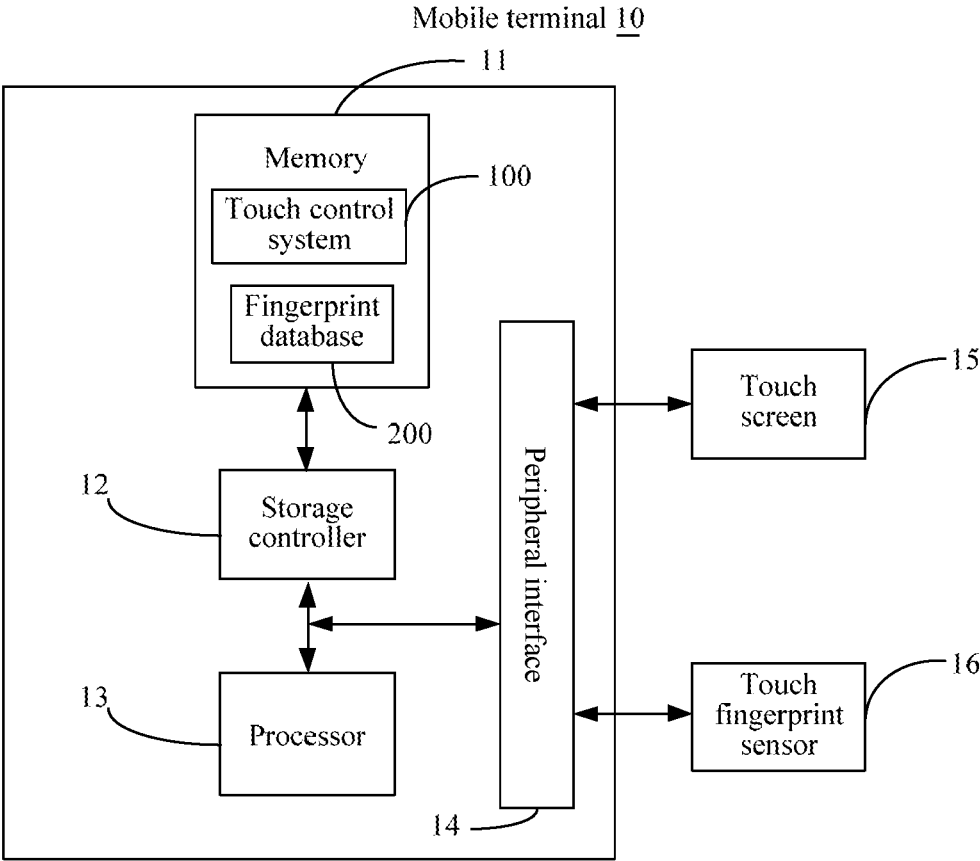 Mobile terminal 10
11
Memory
100
Touch control
system
Fingerprint
database
200
15
Touch
screen
12
Storage
controller
Peripheral interface
16
Touch
fingerprint
sensor
13
Processor
14